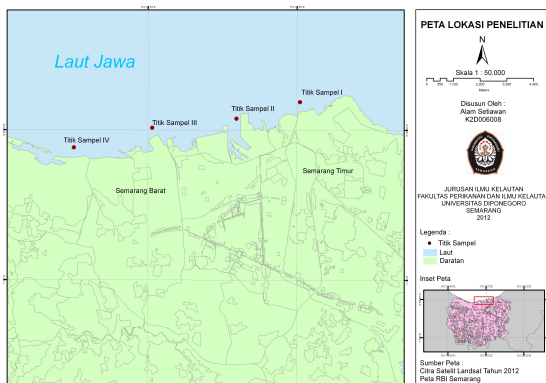 Laut Jawa
Titik Sampel I
Titik Sampel II
Titik Sampel III
Titik Sampel IV
Semarang Barat
Semarang Timur
PETA LOKASI PENELITIAN
N
Skala 1 : 50.000
Meters
Disusun Oleh :
Alam Setiawan
K2D006008
JURUSAN ILMU KELAUTAN
FAKULTAS PERIKANAN DAN ILMU KELAUTA
UNIVERSITAS DIPONEGORO
SEMARANG
2012
Legenda :
Titik Sampel
Laut
Daratan
Inset Peta
Sumber Peta :
Citra Satelit Landsat Tahun 2012
Peta RBI Semarang